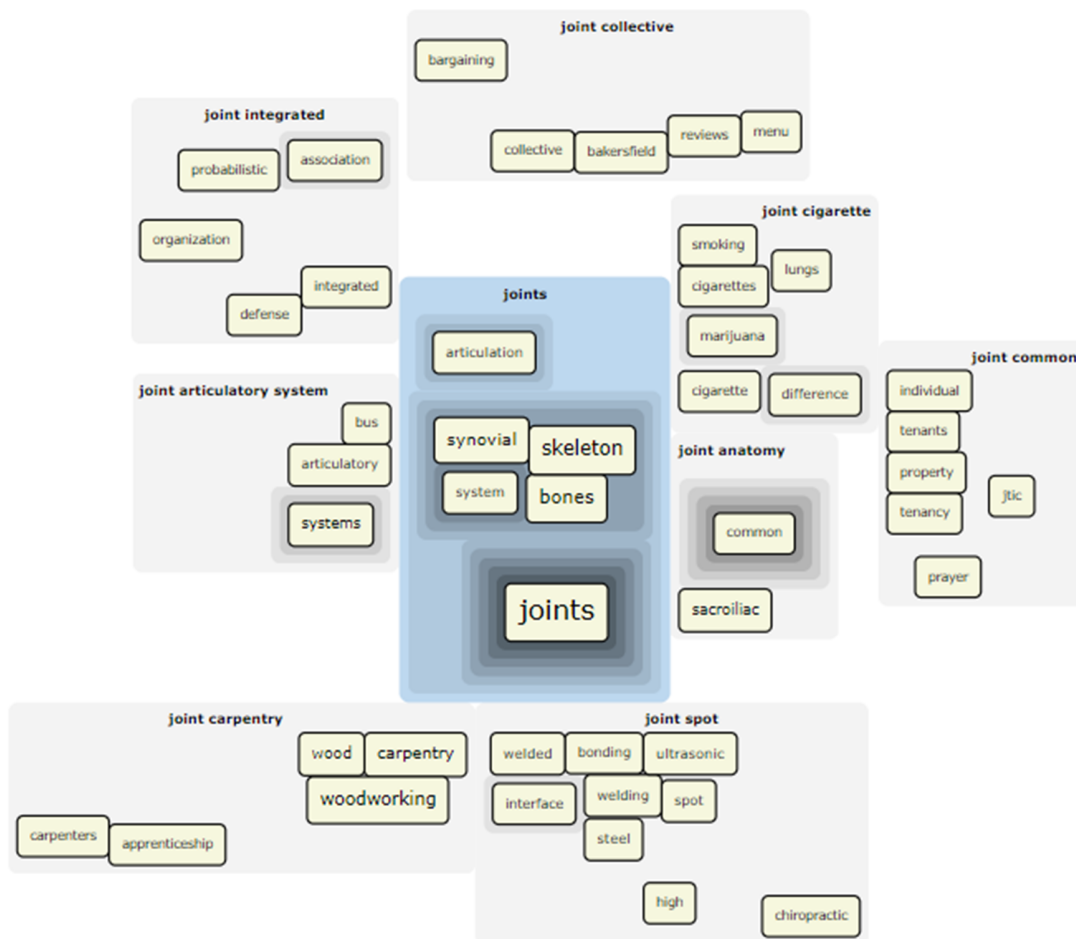 joint collective
bargaining
collective
bakersfield
reviews
menu
joint integrated
probabilistic
association
organization
integrated
defense
joint cigarette
smoking
lungs
cigarettes
marijuana
cigarette
difference
joints
articulation
synovial
skeleton
system
bones
joints
joint common
individual
tenants
property
jtic
tenancy
prayer
joint articulatory system
bus
articulatory
systems
joint anatomy
common
sacroiliac
joint carpentry
wood
carpentry
woodworking
carpenters
apprenticeship
joint spot
welded
bonding
ultrasonic
interface
welding
spot
steel
high
chiropractic